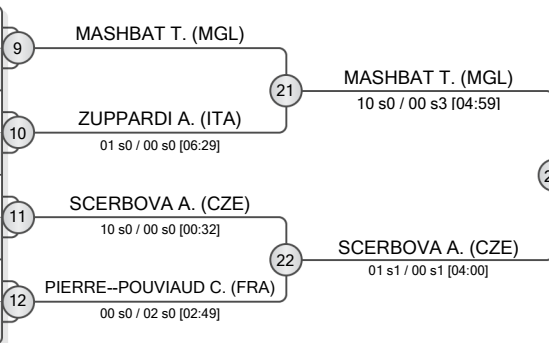 9
MASHBAT T. (MGL)
21
MASHBAT T. (MGL)
10 s0 / 00 s3 [04:59]
10
ZUPPARDI A. (ITA)
01 s0 / 00 s0 [06:29]
11
SCERBOVA A. (CZE)
10 s0 / 00 s0 [00:32]
22
SCERBOVA A. (CZE)
01 s1 / 00 s1 [04:00]
12
PIERRE--POUVIAUD C. (FRA)
00 s0 / 02 s0 [02:49]